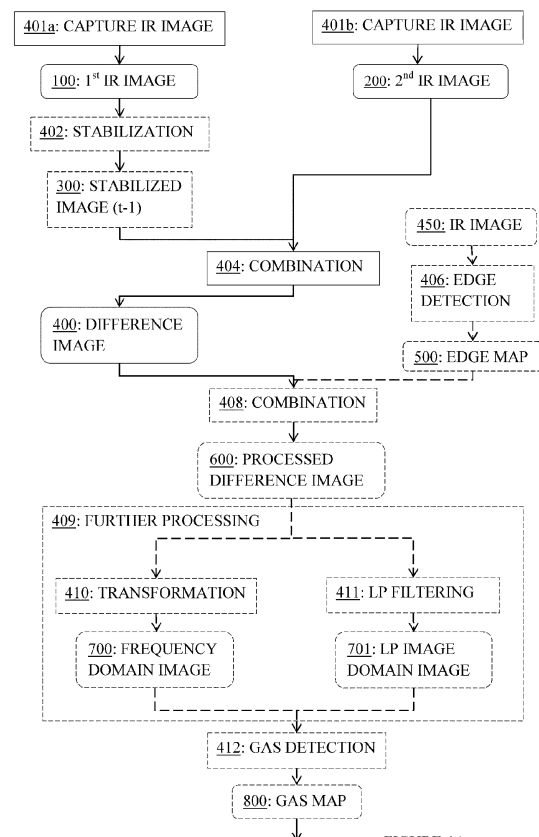 401a: CAPTURE IR IMAGE
401b: CAPTURE IR IMAGE
100: 1st IR IMAGE
200: 2nd IR IMAGE
402: STABILIZATION
300: STABILIZED
IMAGE (t-1)
450: IR IMAGE
404: COMBINATION
406: EDGE
DETECTION
400: DIFFERENCE
IMAGE
500: EDGE MAP
408: COMBINATION
600: PROCESSED
DIFFERENCE IMAGE
409: FURTHER PROCESSING
410: TRANSFORMATION
411: LP FILTERING
700: FREQUENCY
DOMAIN IMAGE
701: LP IMAGE
DOMAIN IMAGE
412: GAS DETECTION
800: GAS MAP